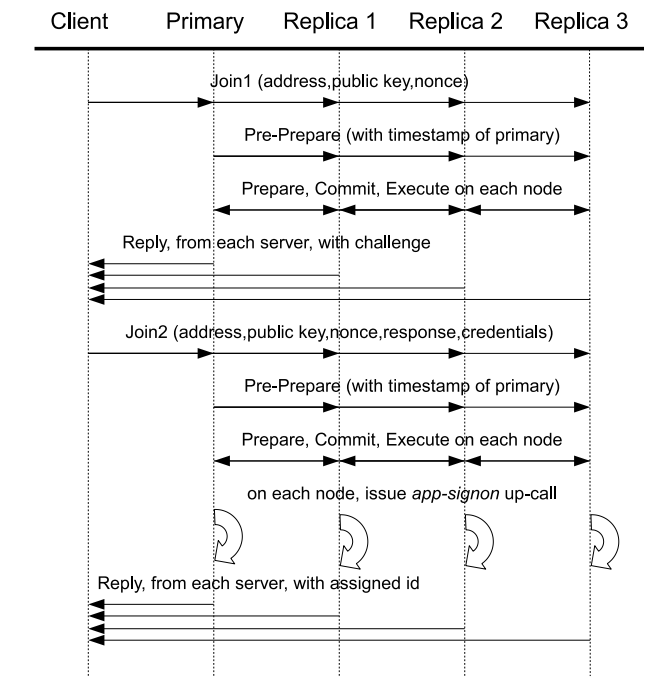 Client Primary Replica 1 Replica 2 Replica 3
Join1 (address,public key,nonce)
Pre-Prepare (with timestamp of primary)
Prepare, Commit, Execute on each node
Reply, from each server, with challenge
Join2 (address,public key,nonce,response,credentials)
Pre-Prepare (with timestamp of primary)
Prepare, Commit, Execute on each node
on each node, issue app-signon up-call
Reply, from each server, with assigned id